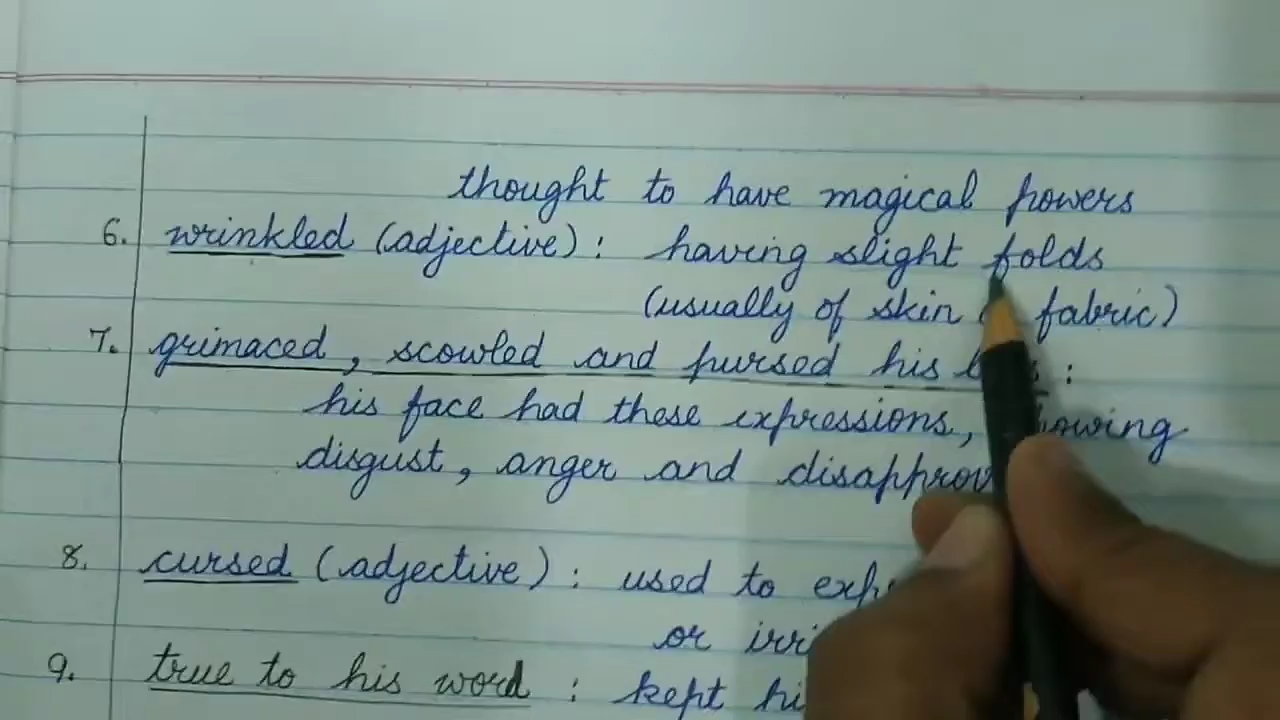 thought to have magical powers
6. wrinkled (adjective) : having slight folds
(usually of skin fabric)
7. grimaced, scowled and pursed his :
his face had these expressions,
disgust, anger and
8. cursed (adjective) : used to
or
9. true to his word : kept